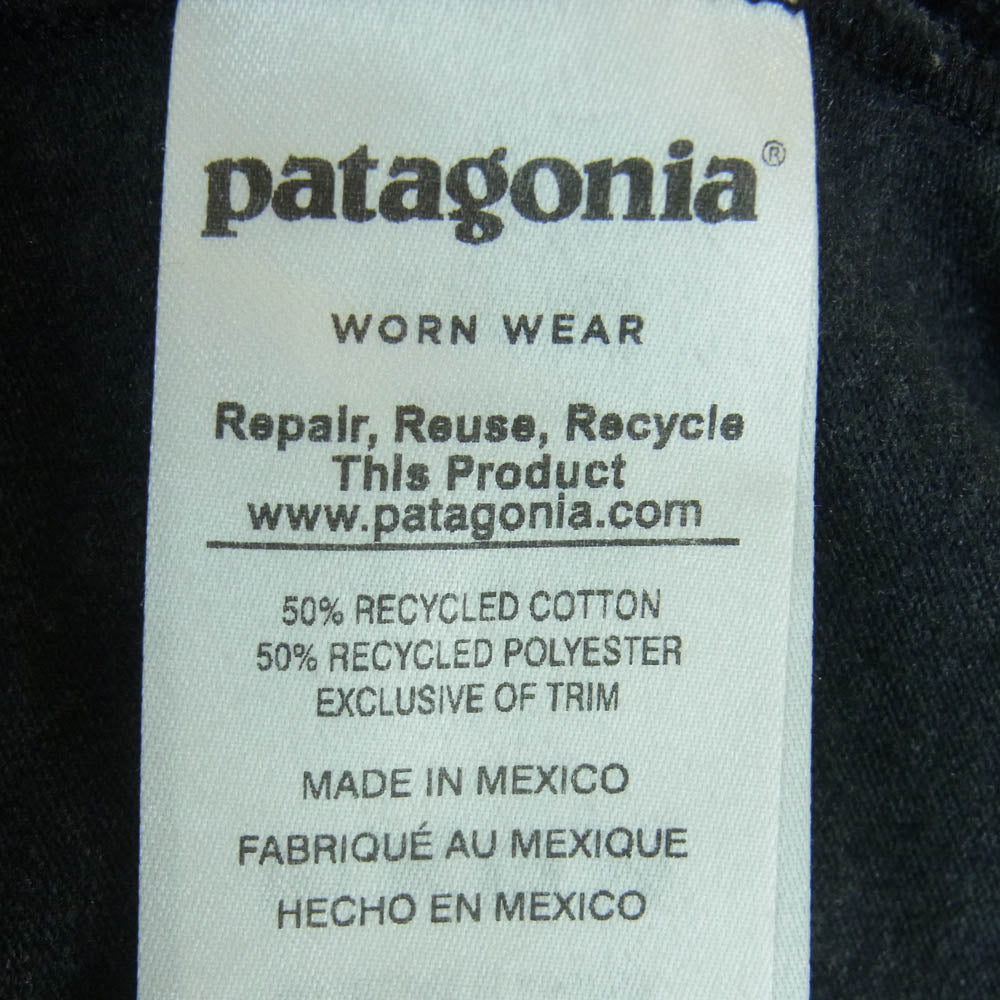 patagonia®
WORN WEAR
Repair, Reuse, Recycle
This Product
www.patagonia.com
50% RECYCLED COTTON
50% RECYCLED POLYESTER
EXCLUSIVE OF TRIM
MADE IN MEXICO
FABRIQUÉ AU MEXIQUE
HECHO EN MEXICO